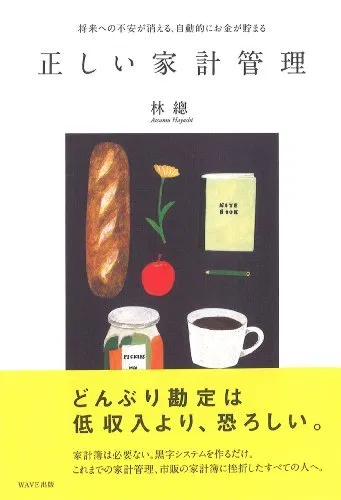 将来への不安が消える、自動的にお金が貯まる
正しい家計管理
林 總
Atsumu Hayashi
NOTE
BOOK
PICKLES
どんぶり勘定は
低収入より、恐ろしい。
家計簿は必要ない。黒字システムを作るだけ。
これまでの家計管理、市販の家計簿に挫折したすべての人へ。
WAVE出版